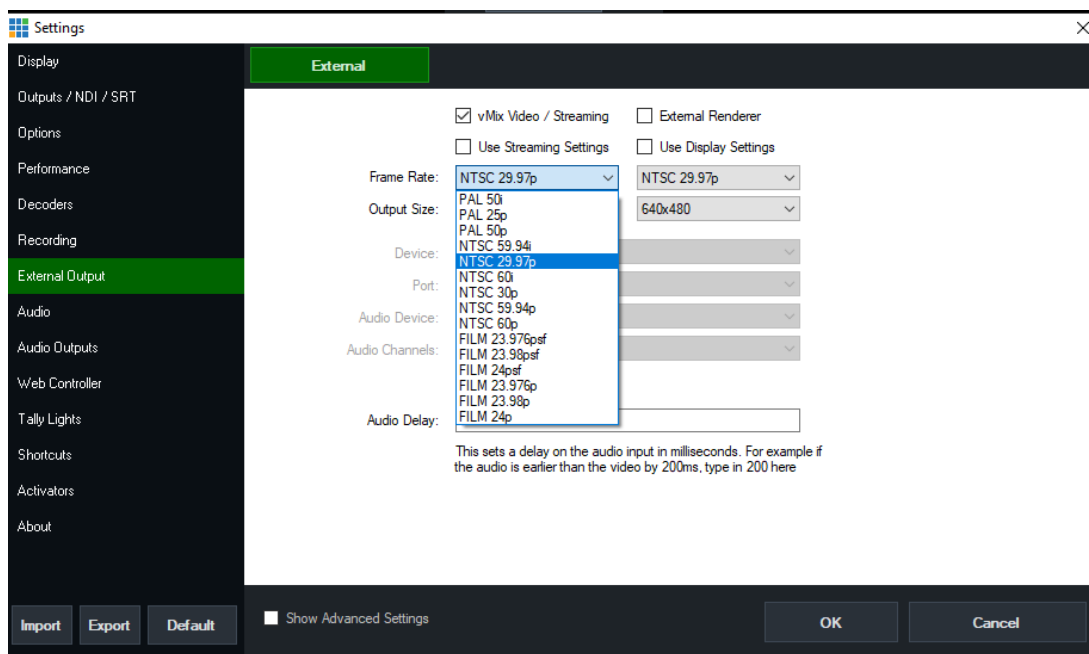 Settings
Display
Outputs / NDI / SRT
Options
Performance
Decoders
Recording
External Output
Audio
Audio Outputs
Web Controller
Tally Lights
Shortcuts
Activators
About
Import Export Default
External
vMix Video / Streaming External Renderer
Use Streaming Settings Use Display Settings
Frame Rate: NTSC 29.97p NTSC 29.97p
Output Size: 640x480
PAL 50i
PAL 25p
PAL 50p
NTSC 59.94i
NTSC 29.97p
NTSC 60i
NTSC 30p
NTSC 59.94p
NTSC 60p
FILM 23.976psf
FILM 23.98psf
FILM 24psf
FILM 23.976p
FILM 23.98p
FILM 24p
Device:
Port:
Audio Device:
Audio Channels:
Audio Delay:
This sets a delay on the audio input in milliseconds. For example if
the audio is earlier than the video by 200ms, type in 200 here
Show Advanced Settings
OK Cancel